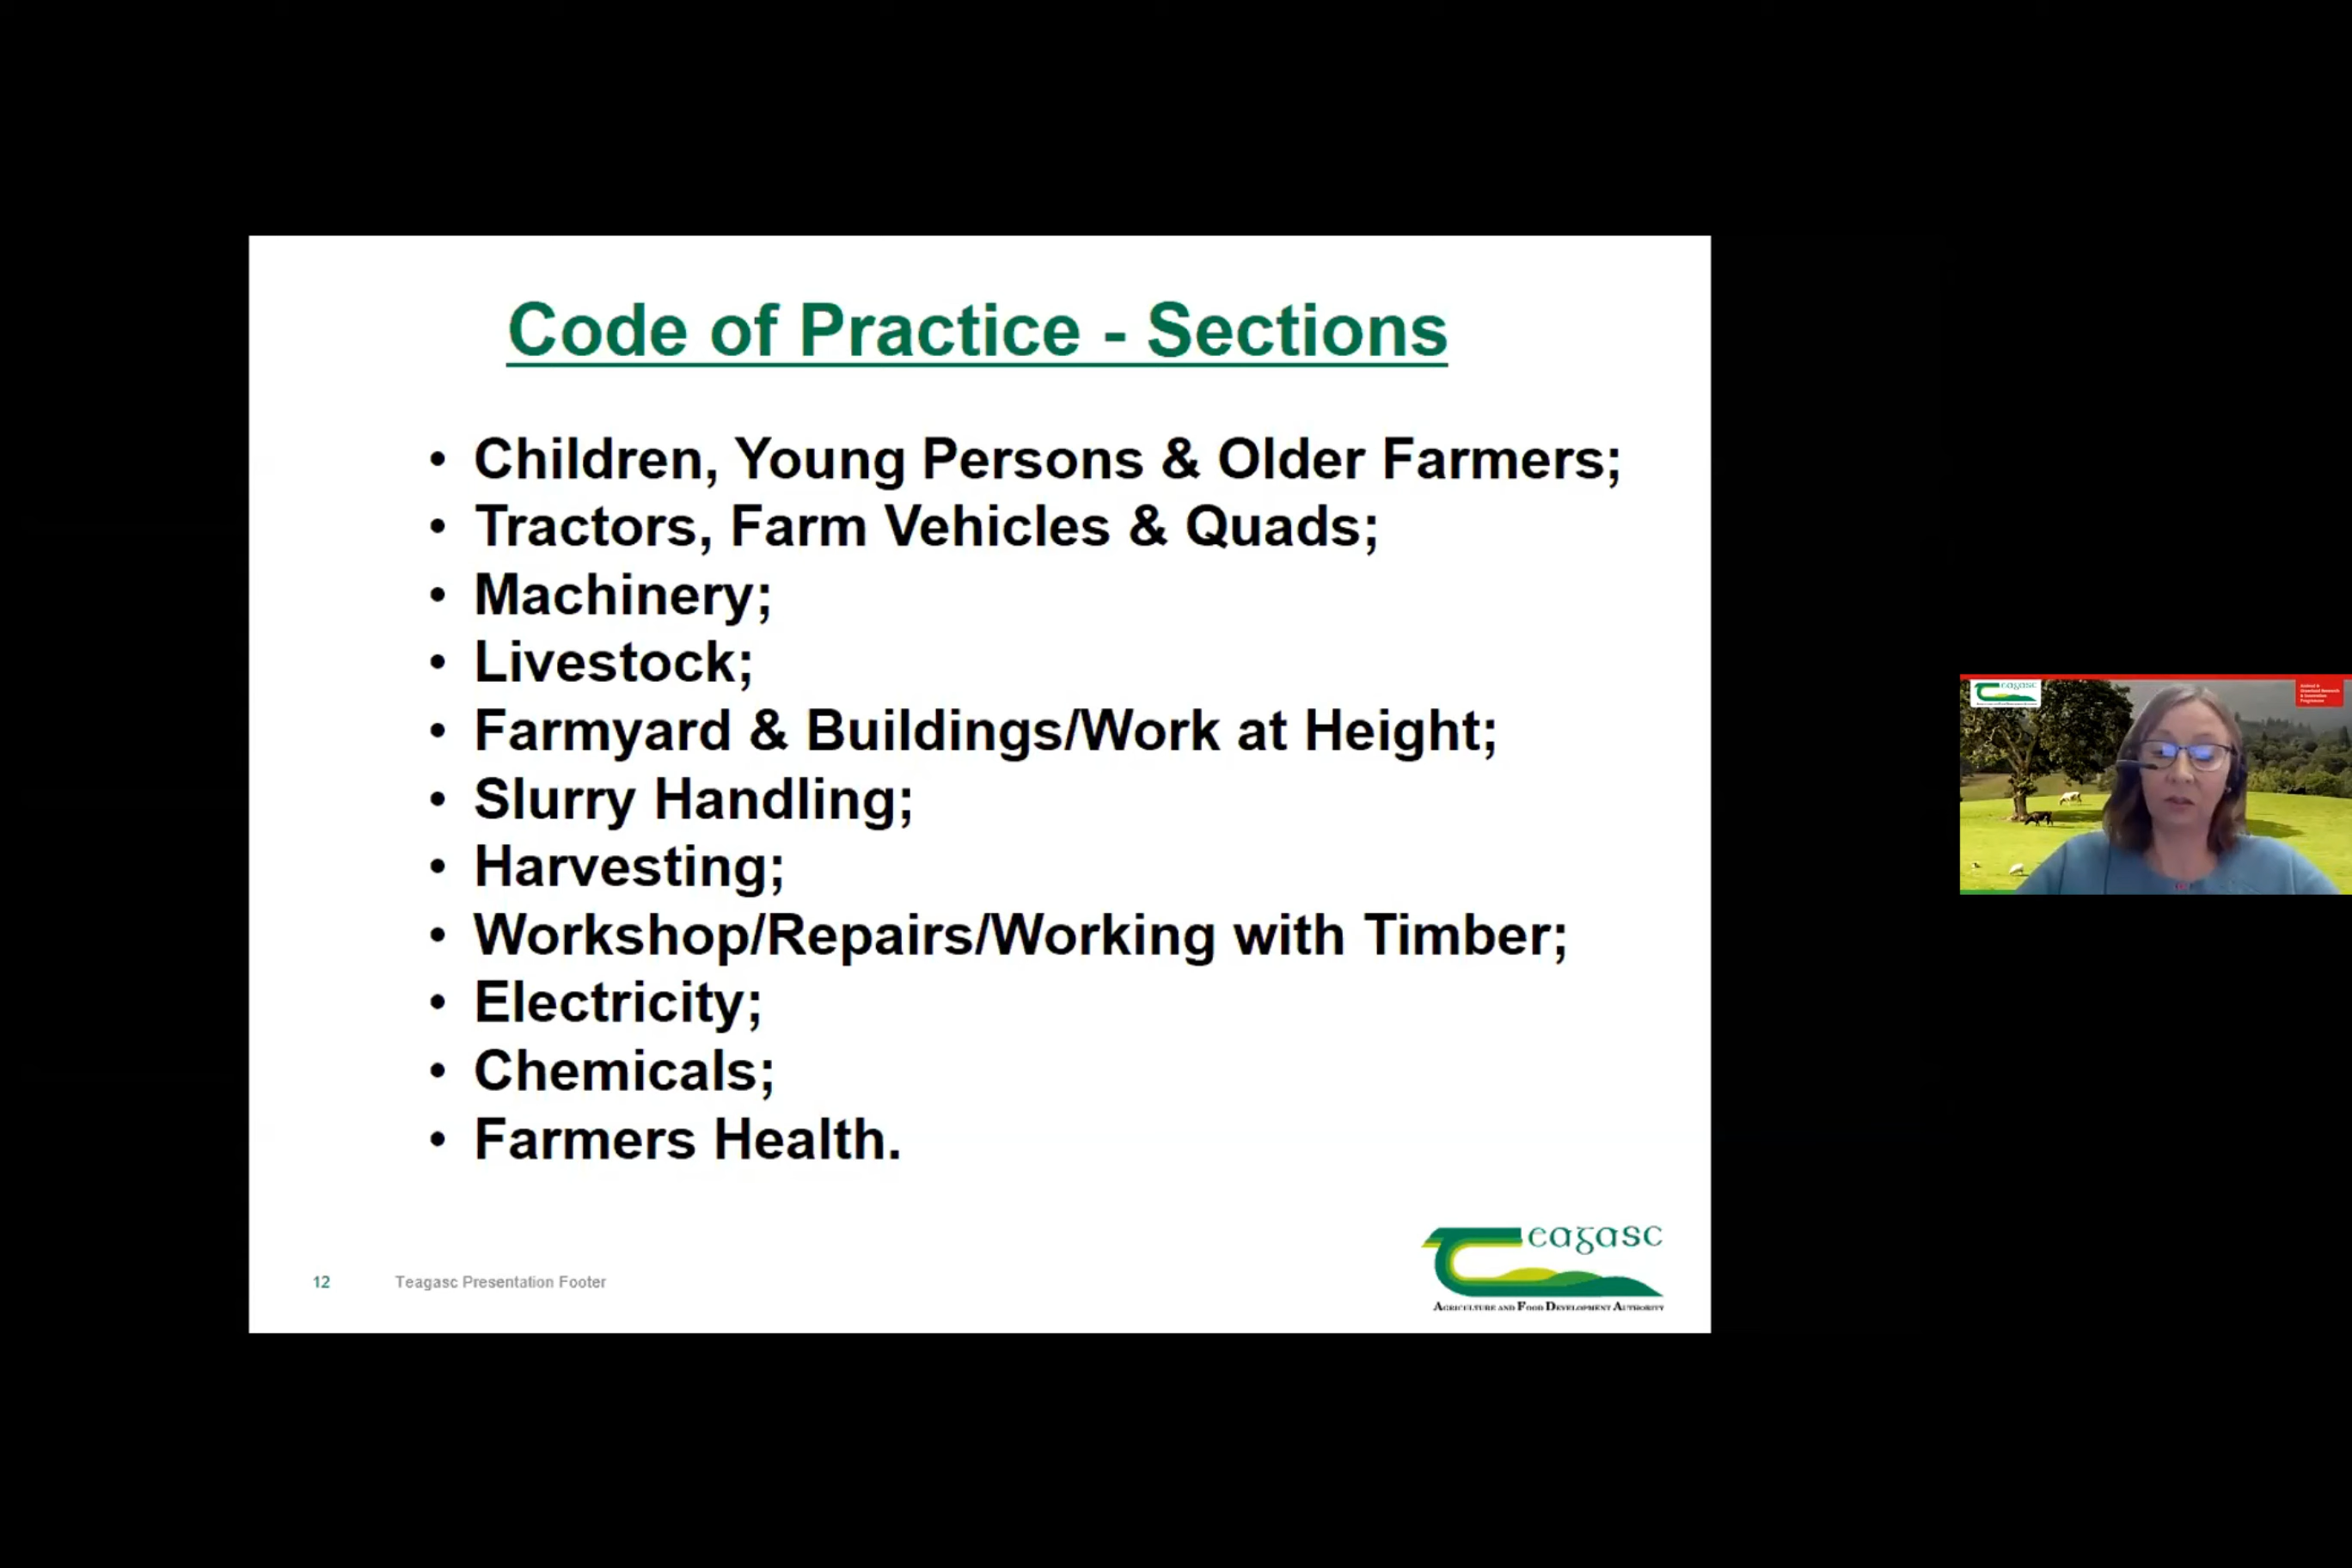 Code of Practice - Sections
• Children, Young Persons & Older Farmers;
• Tractors, Farm Vehicles & Quads;
• Machinery;
• Livestock;
• Farmyard & Buildings/Work at Height;
• Slurry Handling;
• Harvesting;
• Workshop/Repairs/Working with Timber;
• Electricity;
• Chemicals;
• Farmers Health.
12 Teagasc Presentation Footer
Teagasc
AGRICULTURE AND FOOD DEVELOPMENT AUTHORITY
Teagasc